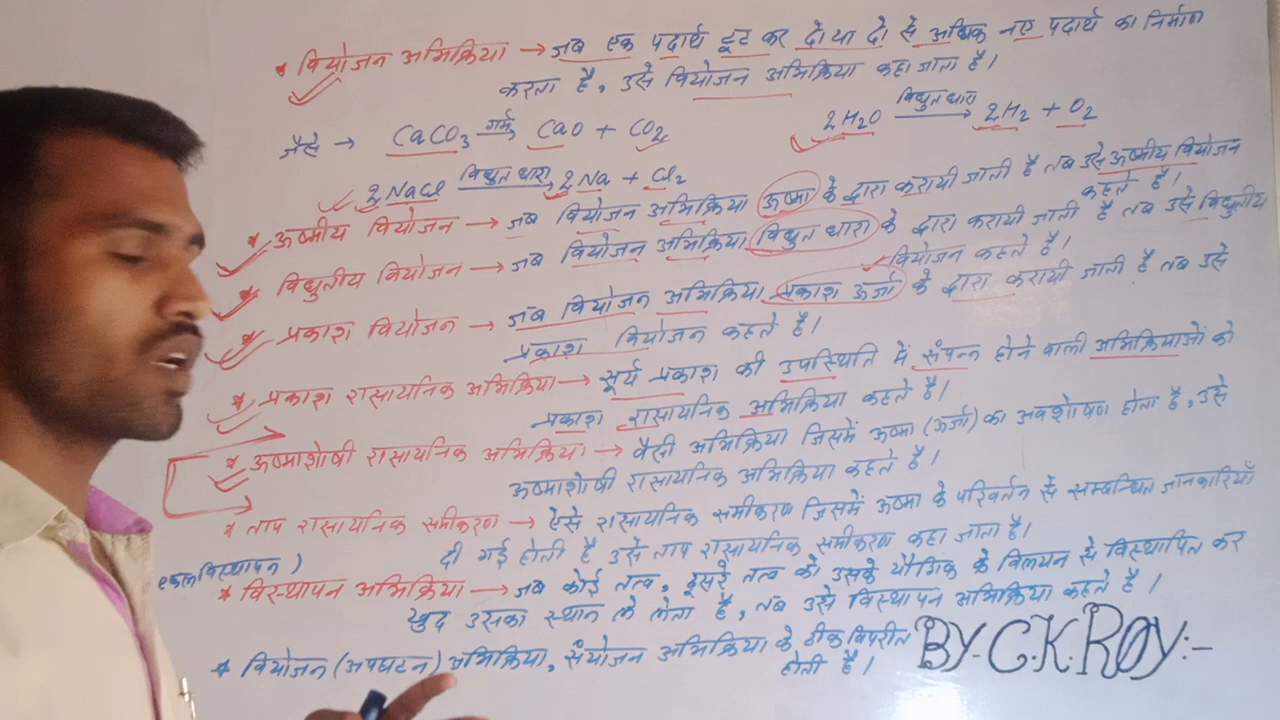 * वियोजन अभिक्रिया → जब एक पदार्थ टूट कर दो या दो से अधिक नए पदार्थ का निर्माण
करता है, उसे वियोजन अभिक्रिया कहा जाता है।
जैसे → CaCO₃ गर्म→ CaO + CO₂ 2H₂O विद्युत धारा→ 2H₂ + O₂
2NaCl विद्युत धारा→ 2Na + Cl₂
* ऊष्मीय वियोजन → जब वियोजन अभिक्रिया ऊष्मा के द्वारा करायी जाती है तब उसे ऊष्मीय वियोजन
कहते है।
* विद्युतीय वियोजन → जब वियोजन अभिक्रिया विद्युत धारा के द्वारा करायी जाती है तब उसे विद्युतीय
वियोजन कहते है।
* प्रकाश वियोजन → जब वियोजन अभिक्रिया प्रकाश ऊर्जा के द्वारा करायी जाती है तब उसे
प्रकाश वियोजन कहते है।
* प्रकाश रासायनिक अभिक्रिया → सूर्य प्रकाश की उपस्थिति में संपन्न होने वाली अभिक्रियाओं को
प्रकाश रासायनिक अभिक्रिया कहते है।
* ऊष्माशोषी रासायनिक अभिक्रिया → वैसी अभिक्रिया जिसमें ऊष्मा (ऊर्जा) का अवशोषण होता है, उसे
ऊष्माशोषी रासायनिक अभिक्रिया कहते है।
* ताप रासायनिक समीकरण → ऐसे रासायनिक समीकरण जिसमें ऊष्मा के परिवर्तन से सम्बन्धित जानकारियाँ
दी गई होती है उसे ताप रासायनिक समीकरण कहा जाता है।
एकल विस्थापन)
* विस्थापन अभिक्रिया → जब कोई तत्व, दूसरे तत्व को उसके यौगिक के विलयन से विस्थापित कर
खुद उसका स्थान ले लेता है, तब उसे विस्थापन अभिक्रिया कहते है।
* वियोजन (अपघटन) अभिक्रिया, संयोजन अभिक्रिया के ठीक विपरीत
होती है।
BY. C.K. ROY:-